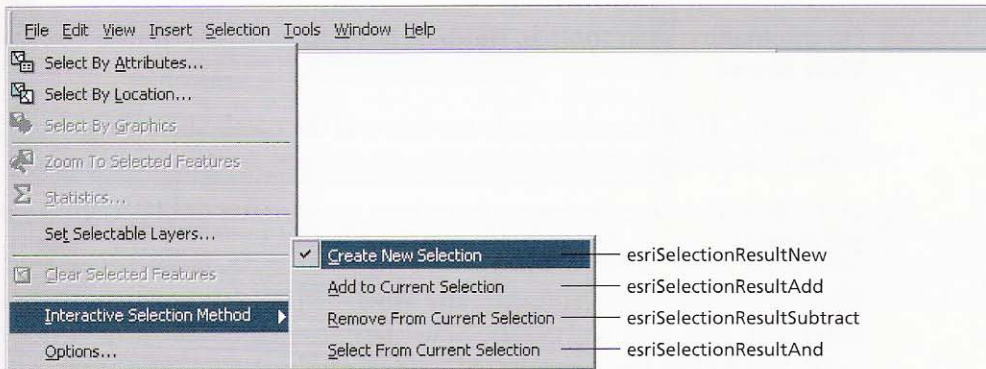 File Edit View Insert Selection Tools Window Help
Select By Attributes...
Select By Location...
Select By Graphics
Zoom To Selected Features
Statistics...
Set Selectable Layers...
Clear Selected Features
Interactive Selection Method
Options...
Create New Selection esriSelectionResultNew
Add to Current Selection esriSelectionResultAdd
Remove From Current Selection esriSelectionResultSubtract
Select From Current Selection esriSelectionResultAnd